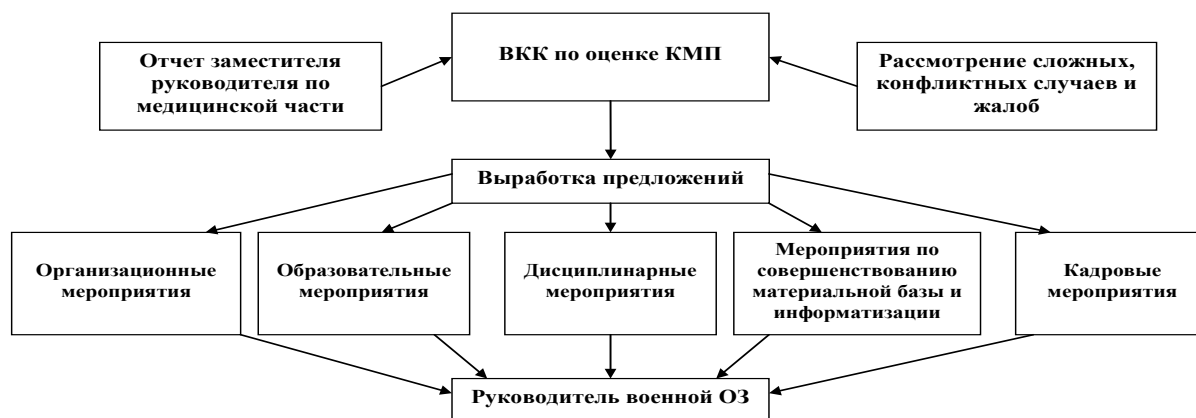 ВКК по оценке КМП
Отчет заместителя
руководителя по
медицинской части
Рассмотрение сложных,
конфликтных случаев и
жалоб
Выработка предложений
Организационные
мероприятия
Образовательные
мероприятия
Дисциплинарные
мероприятия
Мероприятия по
совершенствованию
материальной базы и
информатизации
Кадровые
мероприятия
Руководитель военной ОЗ